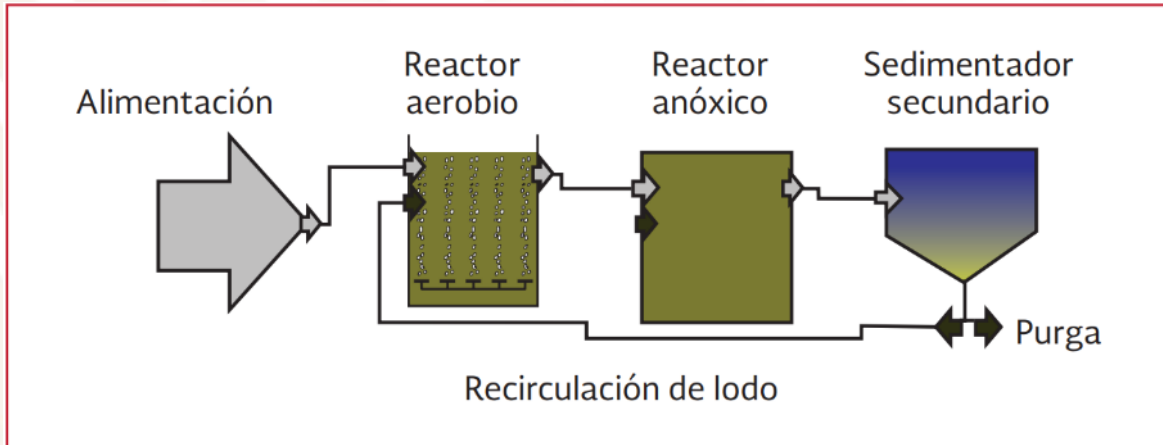 Alimentación
Reactor
aerobio
Reactor
anóxico
Sedimentador
secundario
Purga
Recirculación de lodo